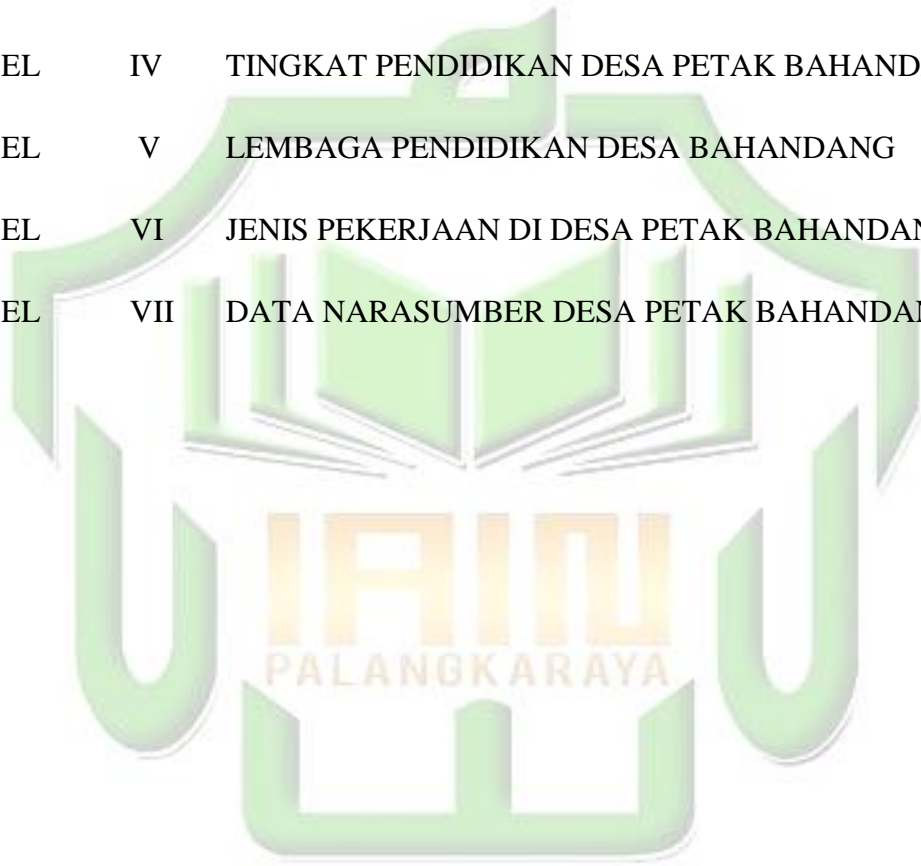 EL IV TINGKAT PENDIDIKAN DESA PETAK BAHAND
EL V LEMBAGA PENDIDIKAN DESA BAHANDANG
EL VI JENIS PEKERJAAN DI DESA PETAK BAHANDAN
EL VII DATA NARASUMBER DESA PETAK BAHANDAN
IAIN
PALANGKARAYA